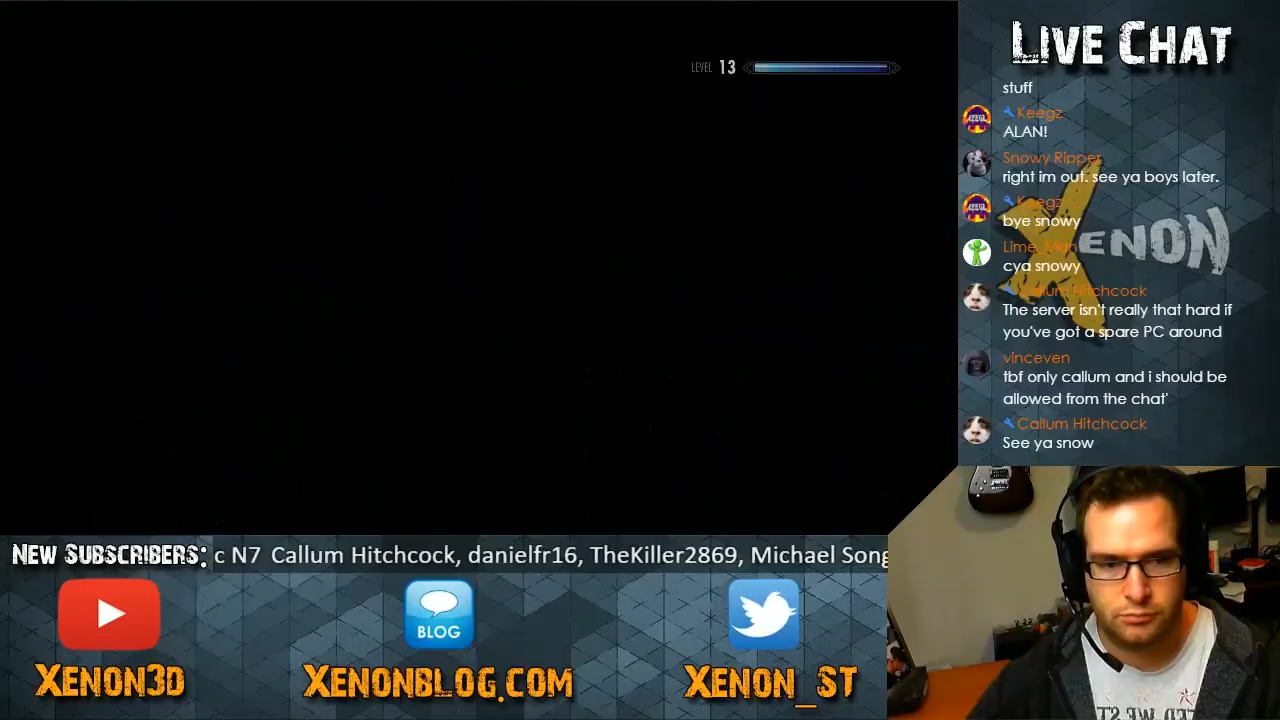 LEVEL 13
LIVE CHAT
stuff
Keegz
ALAN!
Snowy Ripper
right im out. see ya boys later.
Keegz
bye snowy
Lime_Man
cya snowy
Callum Hitchcock
The server isn't really that hard if
you've got a spare PC around
vinceven
tbf only callum and i should be
allowed from the chat'
Callum Hitchcock
See ya snow
XENON
NEW SUBSCRIBERS: c N7 Callum Hitchcock, danielfr16, TheKiller2869, Michael Song
BLOG
XENON3D
XENONBLOG.COM
XENON_ST